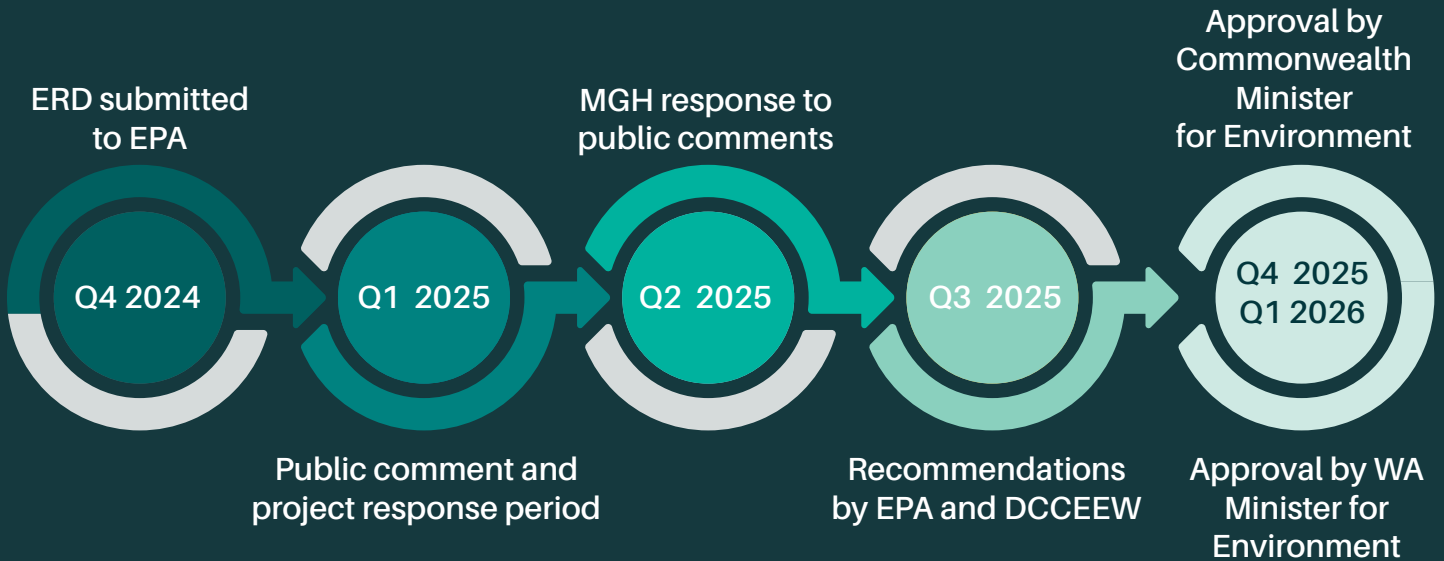 ERD submitted
to EPA
Q4 2024
Q1 2025
Public comment and
project response period
MGH response to
public comments
Q2 2025
Q3 2025
Recommendations
by EPA and DCCEEW
Approval by
Commonwealth
Minister
for Environment
Q4 2025
Q1 2026
Approval by WA
Minister for
Environment